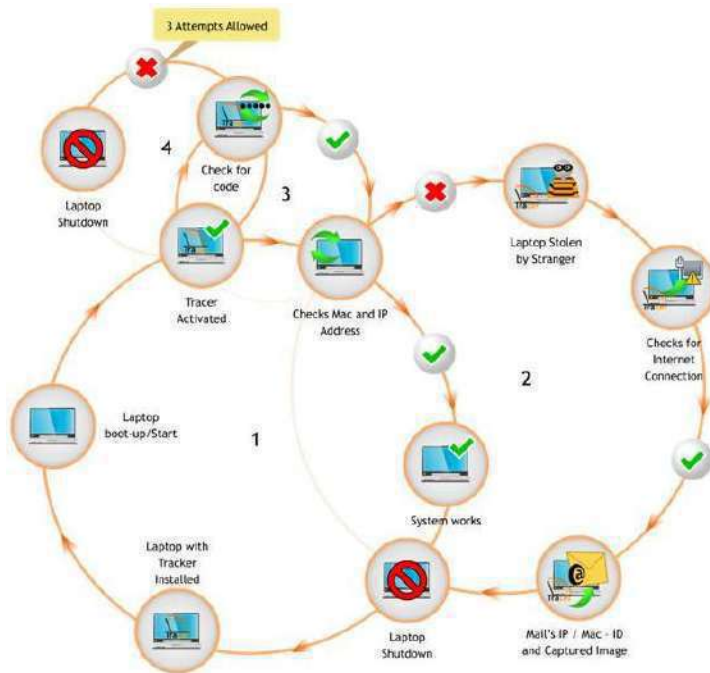 3 Attempts Allowed
Check for
code
4
3
Laptop
Shutdown
Laptop Stolen
by Stranger
Tracer
Activated
Checks Mac and IP
Address
Checks for
Internet
Connection
2
Laptop
boot-up/Start
1
System works
Laptop with
Tracker
Installed
Laptop
Shutdown
@
Mail's IP / Mac - ID
and Captured Image